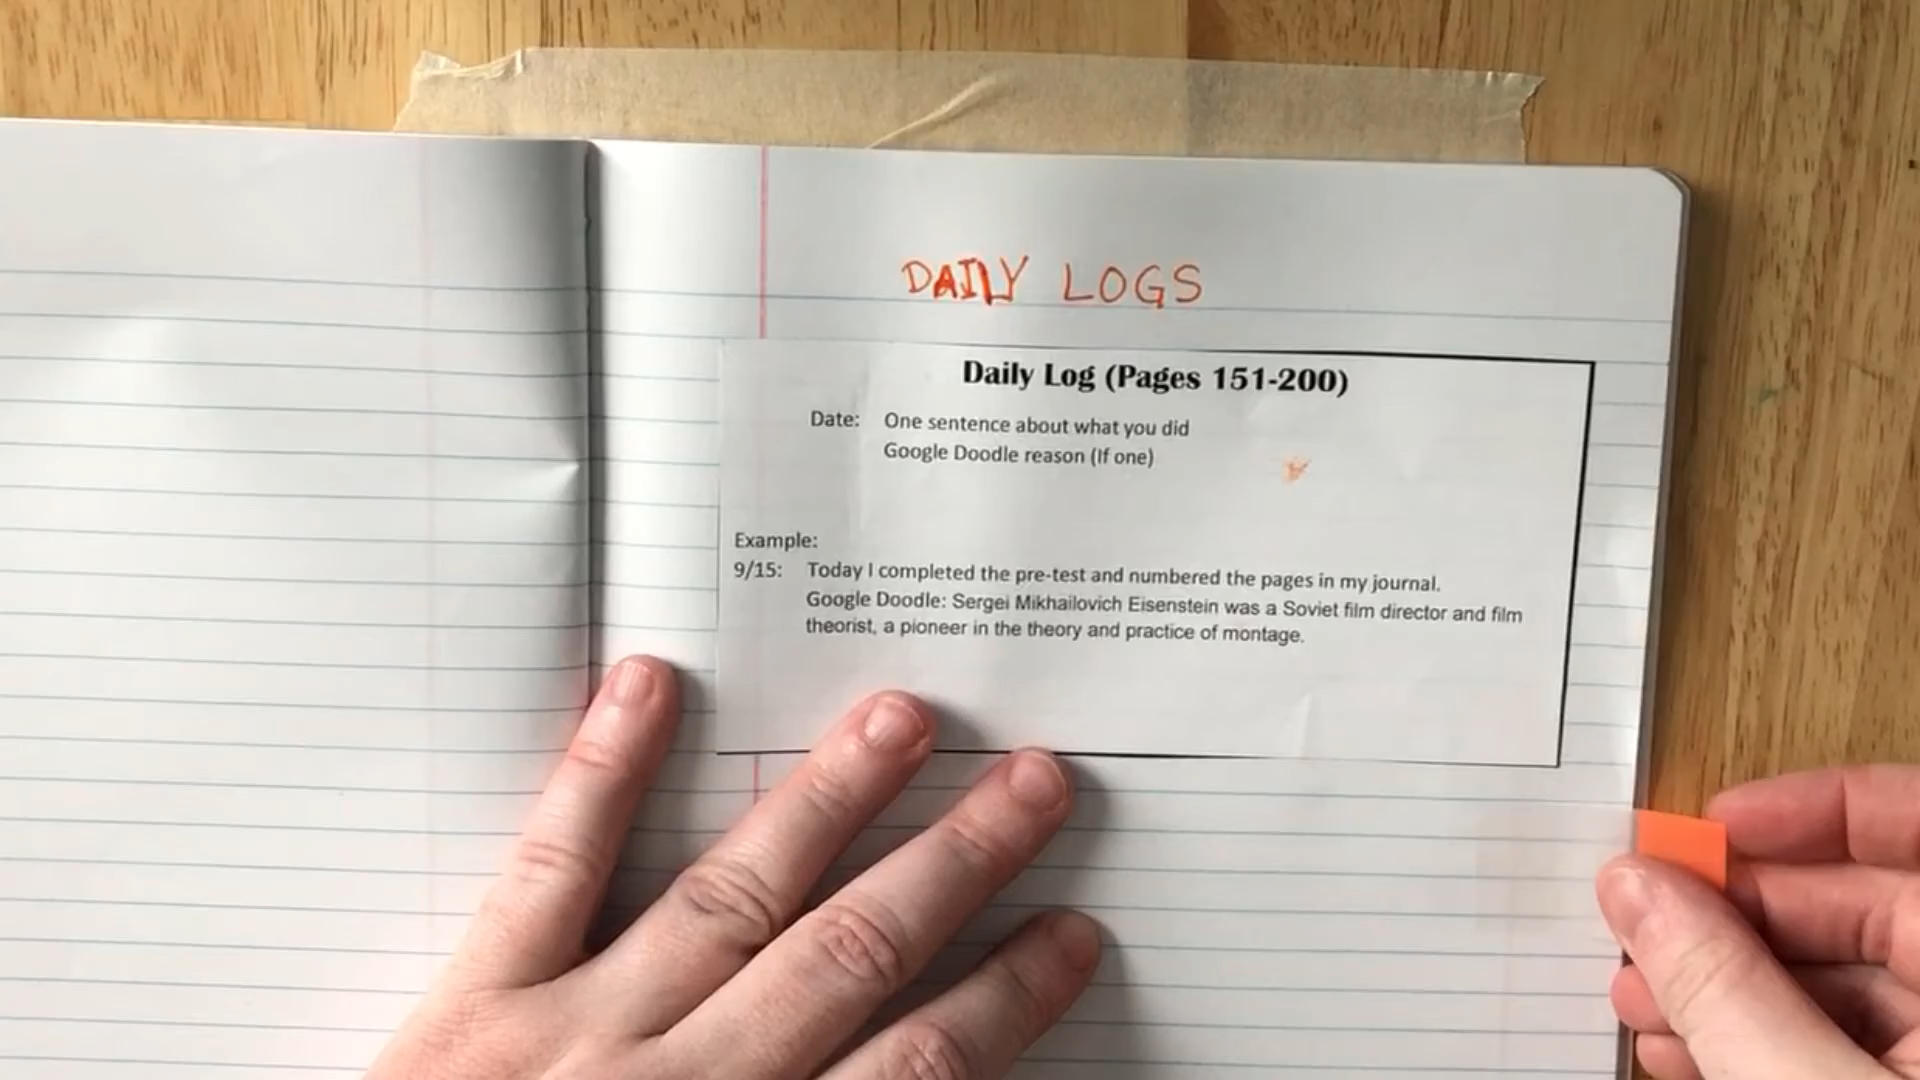 DAILY LOGS
Daily Log (Pages 151-200)
Date: One sentence about what you did
Google Doodle reason (If one)
Example:
9/15: Today I completed the pre-test and numbered the pages in my journal.
Google Doodle: Sergei Mikhailovich Eisenstein was a Soviet film director and film
theorist, a pioneer in the theory and practice of montage.